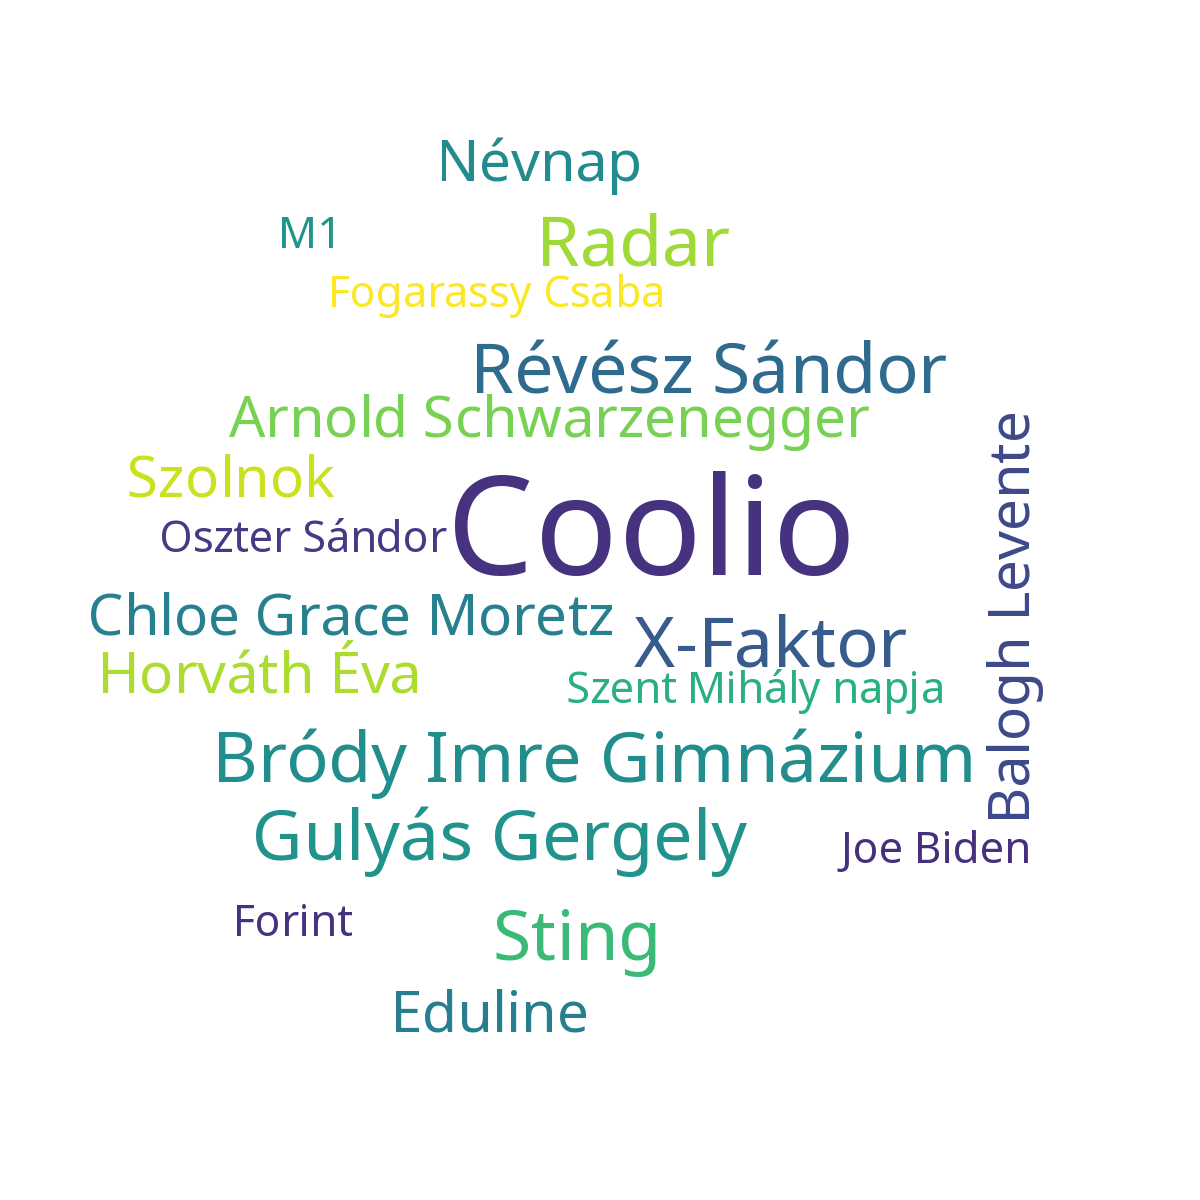 Névnap
M1
Radar
Fogarassy Csaba
Révész Sándor
Arnold Schwarzenegger
Szolnok
Coolio
Oszter Sándor
Balogh Levente
Chloe Grace Moretz
X-Faktor
Horváth Éva
Szent Mihály napja
Bródy Imre Gimnázium
Gulyás Gergely
Joe Biden
Forint
Sting
Eduline